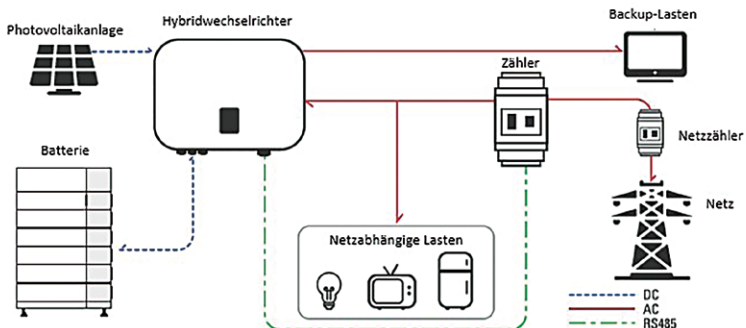 Photovoltaikanlage
Hybridwechselrichter
Backup-Lasten
Zähler
Netzzähler
Batterie
Netz
Netzabhängige Lasten
DC
AC
RS485